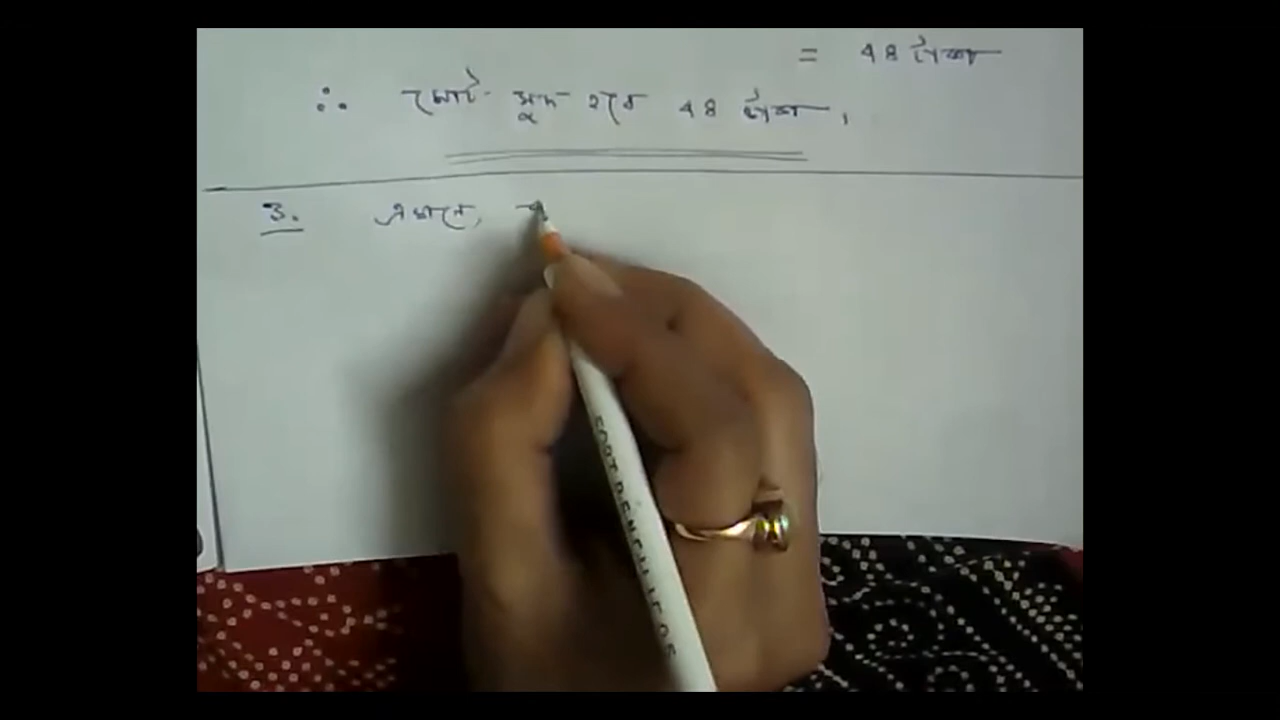 = 48 টাকা
∴ মোট সুদ হবে 48 টাকা,
3. এখানে,